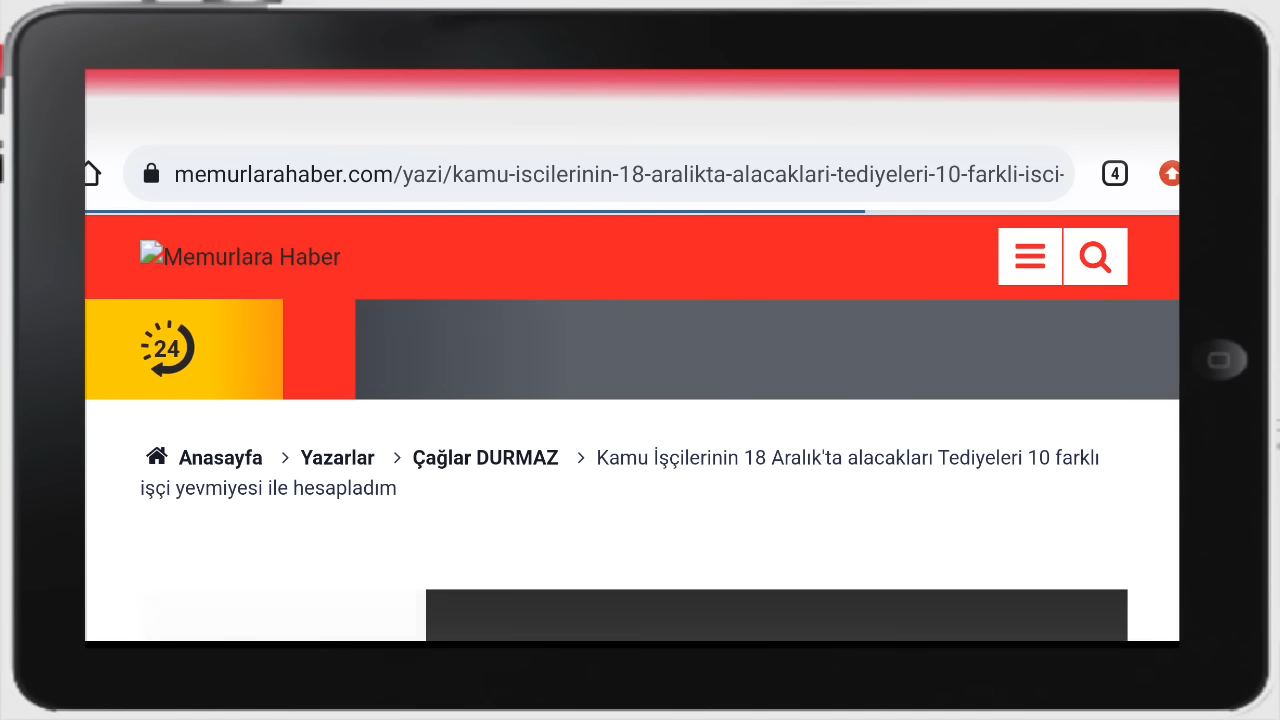 memurlarahaber.com/yazi/kamu-iscilerinin-18-aralikta-alacaklari-tediyeleri-10-farkli-isci-
4
Memurlara Haber
24
Anasayfa > Yazarlar > Çağlar DURMAZ > Kamu İşçilerinin 18 Aralık'ta alacakları Tediyeleri 10 farklı
işçi yevmiyesi ile hesapladım